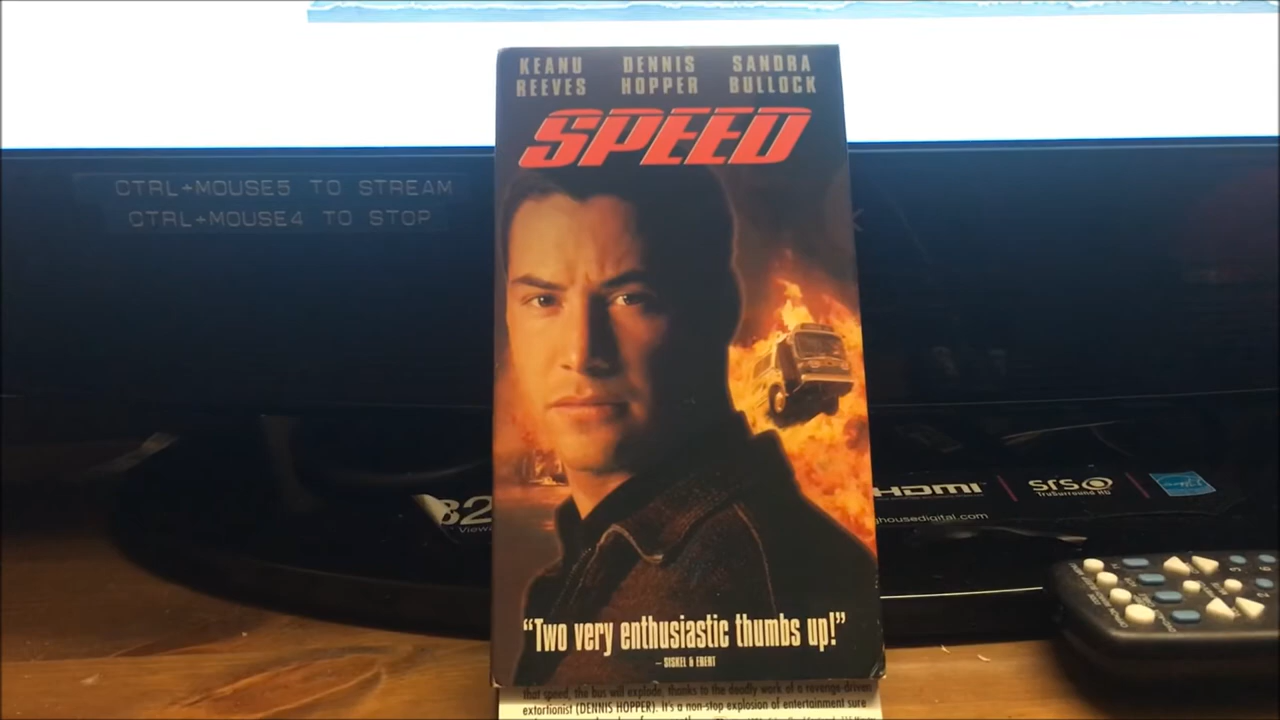 KEANU REEVES
DENNIS HOPPER
SANDRA BULLOCK
SPEED
CTRL+MOUSE5 TO STREAM
CTRL+MOUSE4 TO STOP
32
HDMI
SRS
TruSurround HD
ghousedigital.com
"Two very enthusiastic thumbs up!"
– SISKEL & EBERT
that speed, the bus will explode, thanks to the deadly work of a revenge-driven
extortionist (DENNIS HOPPER). It's a non-stop explosion of entertainment sure